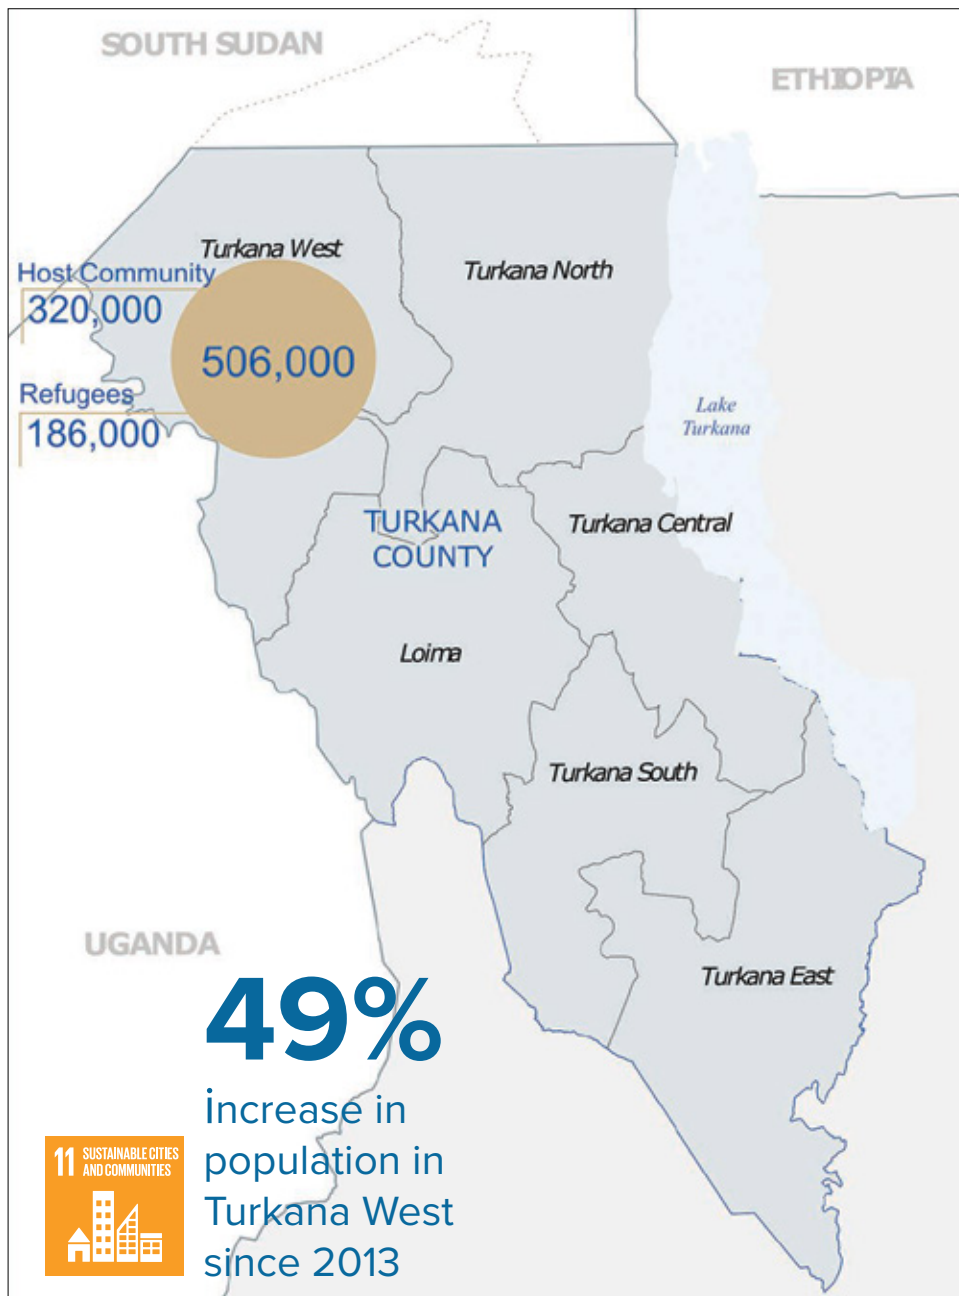 SOUTH SUDAN
ETHIOPIA
Turkana West
Turkana North
Host Community
320,000
506,000
Refugees
186,000
Lake
Turkana
TURKANA
COUNTY
Turkana Central
Loima
Turkana South
UGANDA
Turkana East
49%
increase in
population in
Turkana West
since 2013
11 SUSTAINABLE CITIES
AND COMMUNITIES